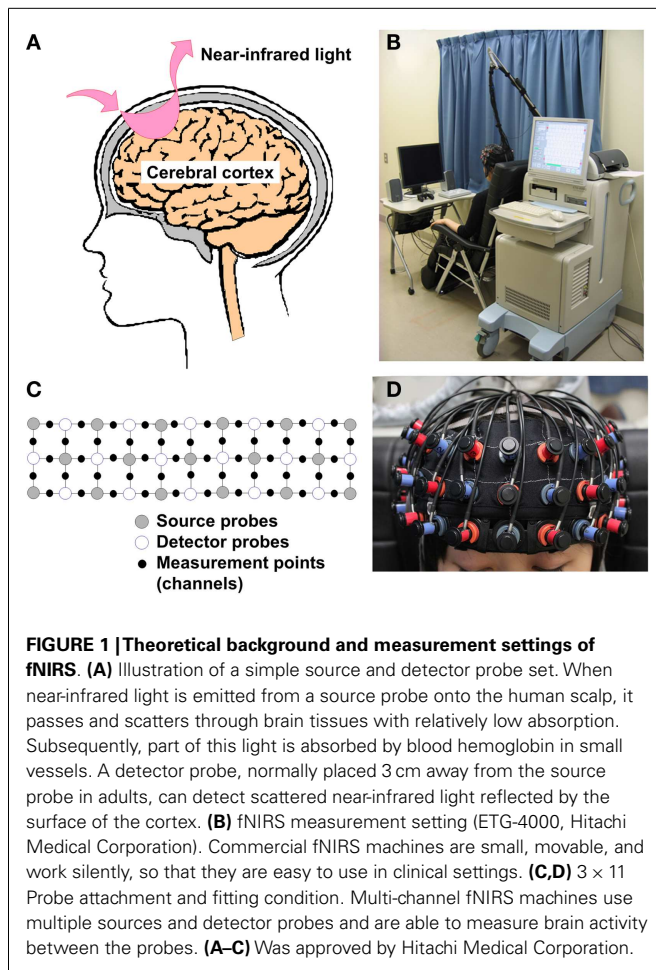 A
Near-infrared light
Cerebral cortex
B
C
Source probes
Detector probes
Measurement points
(channels)
D
FIGURE 1 | Theoretical background and measurement settings of
fNIRS. (A) Illustration of a simple source and detector probe set. When
near-infrared light is emitted from a source probe onto the human scalp, it
passes and scatters through brain tissues with relatively low absorption.
Subsequently, part of this light is absorbed by blood hemoglobin in small
vessels. A detector probe, normally placed 3 cm away from the source
probe in adults, can detect scattered near-infrared light reflected by the
surface of the cortex. (B) fNIRS measurement setting (ETG-4000, Hitachi
Medical Corporation). Commercial fNIRS machines are small, movable, and
work silently, so that they are easy to use in clinical settings. (C,D) 3 × 11
Probe attachment and fitting condition. Multi-channel fNIRS machines use
multiple sources and detector probes and are able to measure brain activity
between the probes. (A–C) Was approved by Hitachi Medical Corporation.